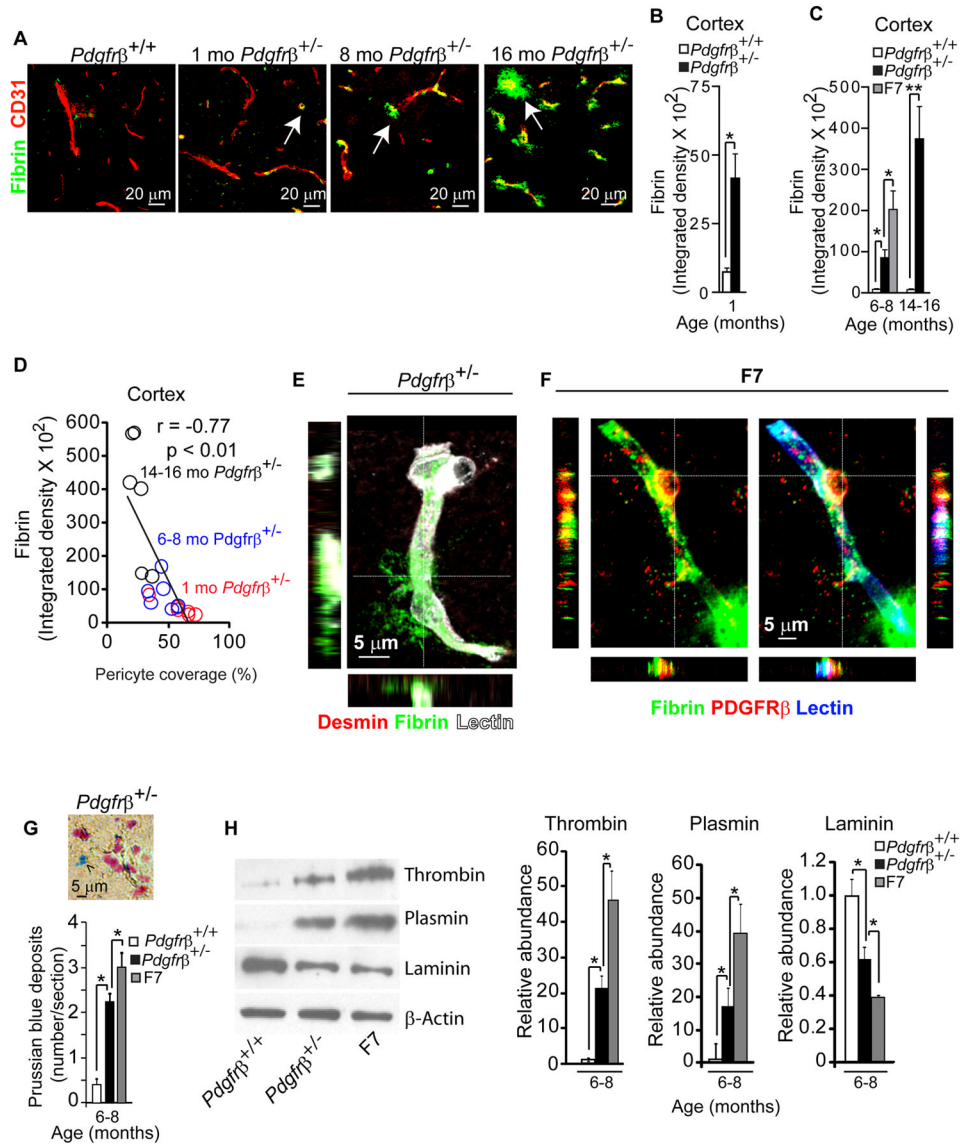 A
Pdgfrβ+/+
1 mo Pdgfrβ+/-
8 mo Pdgfrβ+/-
16 mo Pdgfrβ+/-
Fibrin CD31
20 μm
20 μm
20 μm
20 μm
B
Cortex
Pdgfrβ+/+
Pdgfrβ+/-
Fibrin
(Integrated density X 10²)
75
50
25
0
*
1
Age (months)
C
Cortex
Pdgfrβ+/+
Pdgfrβ+/-
F7
Fibrin
(Integrated density X 10²)
500
400
300
200
100
0
*
*
**
6-8
14-16
Age (months)
D
Cortex
r = -0.77
p < 0.01
14-16 mo Pdgfrβ+/-
6-8 mo Pdgfrβ+/-
1 mo Pdgfrβ+/-
Fibrin
(Integrated density X 10²)
600
500
400
300
200
100
0
0
50
100
Pericyte coverage (%)
E
Pdgfrβ+/-
5 μm
Desmin Fibrin Lectin
F
F7
5 μm
Fibrin PDGFRβ Lectin
G
Pdgfrβ+/-
5 μm
Pdgfrβ+/+
Pdgfrβ+/-
F7
Prussian blue deposits
(number/section)
4
3
2
1
0
*
*
6-8
Age (months)
H
Thrombin
Plasmin
Laminin
β-Actin
Pdgfrβ+/+
Pdgfrβ+/-
F7
Thrombin
Relative abundance
60
50
40
30
20
10
0
*
*
6-8
Plasmin
Relative abundance
60
50
40
30
20
10
0
*
*
6-8
Laminin
Pdgfrβ+/+
Pdgfrβ+/-
F7
Relative abundance
1.2
1.0
0.8
0.6
0.4
0.2
0
*
*
6-8
Age (months)